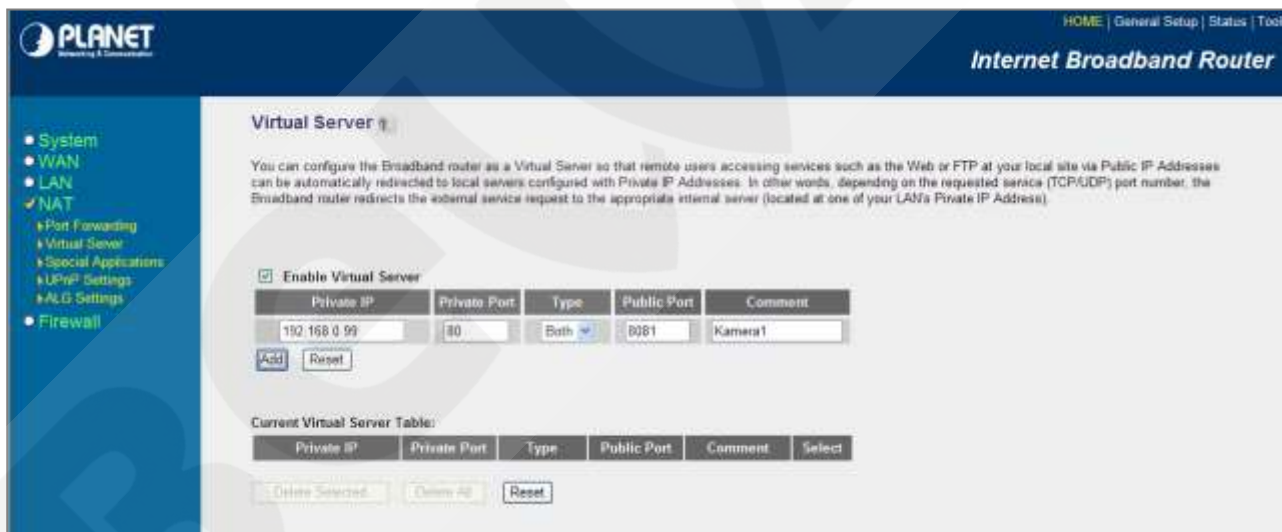 PLANET
Networking & Communication
HOME | General Setup | Status | Tool
Internet Broadband Router
System
WAN
LAN
NAT
Port Forwarding
Virtual Server
Special Applications
UPnP Settings
ALG Settings
Firewall
Virtual Server
You can configure the Broadband router as a Virtual Server so that remote users accessing services such as the Web or FTP at your local site via Public IP Addresses
can be automatically redirected to local servers configured with Private IP Addresses. In other words, depending on the requested service (TCP/UDP) port number, the
Broadband router redirects the external service request to the appropriate internal server (located at one of your LAN's Private IP Address).
Enable Virtual Server
Private IP Private Port Type Public Port Comment
192.168.0.99 80 Both 8081 Kamera1
Add Reset
Current Virtual Server Table:
Private IP Private Port Type Public Port Comment Select
Delete Selected Delete All Reset